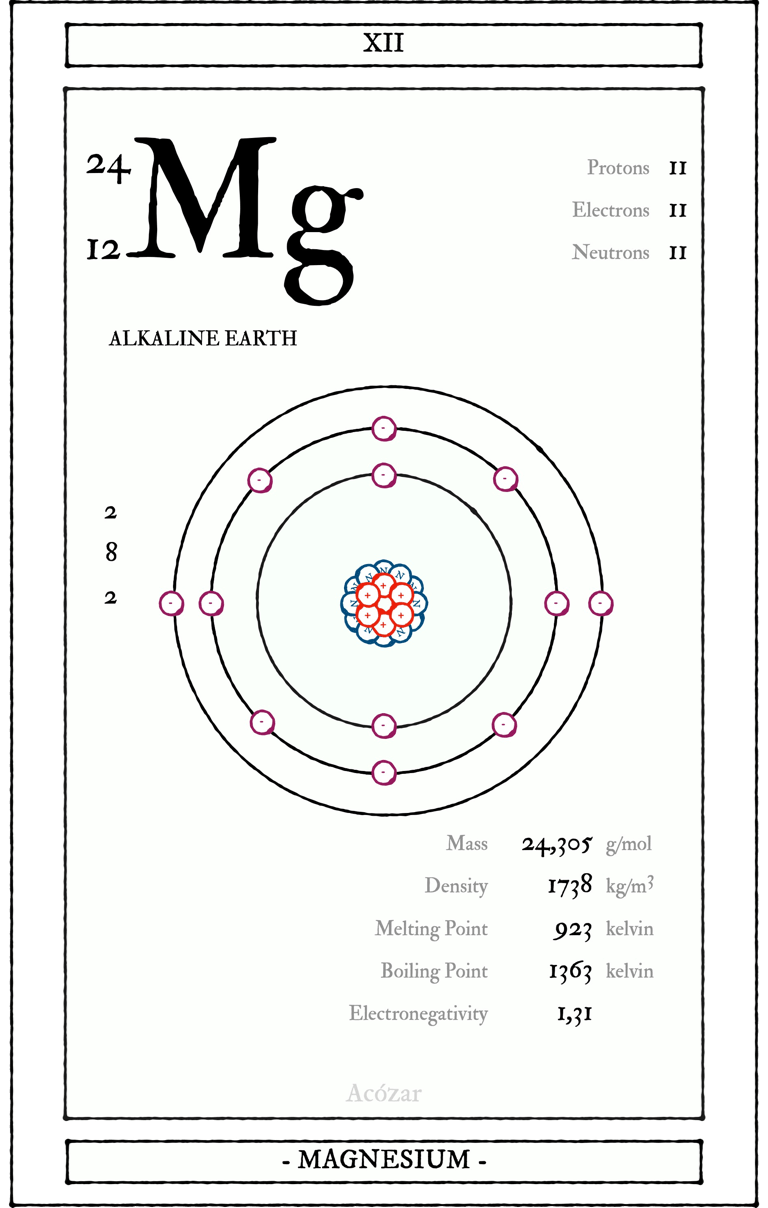 XII
24
Mg
12
Protons 11
Electrons 11
Neutrons 11
ALKALINE EARTH
2
8
2
Mass 24,305 g/mol
Density 1738 kg/m³
Melting Point 923 kelvin
Boiling Point 1363 kelvin
Electronegativity 1,31
Acózar
- MAGNESIUM -